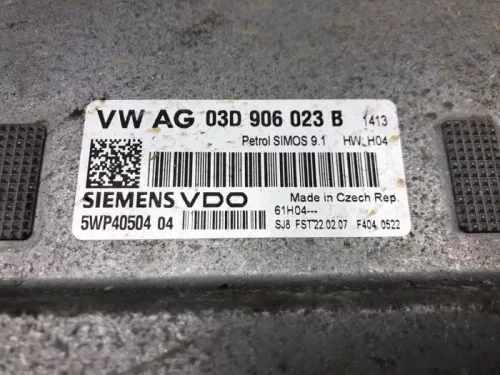 VW AG 03D 906 023 B 1413
Petrol SIMOS 9.1 HW_H04
SIEMENS VDO Made in Czech Rep.
5WP40504 04 61H04---
SJ8 FST22.02.07 F404 0522